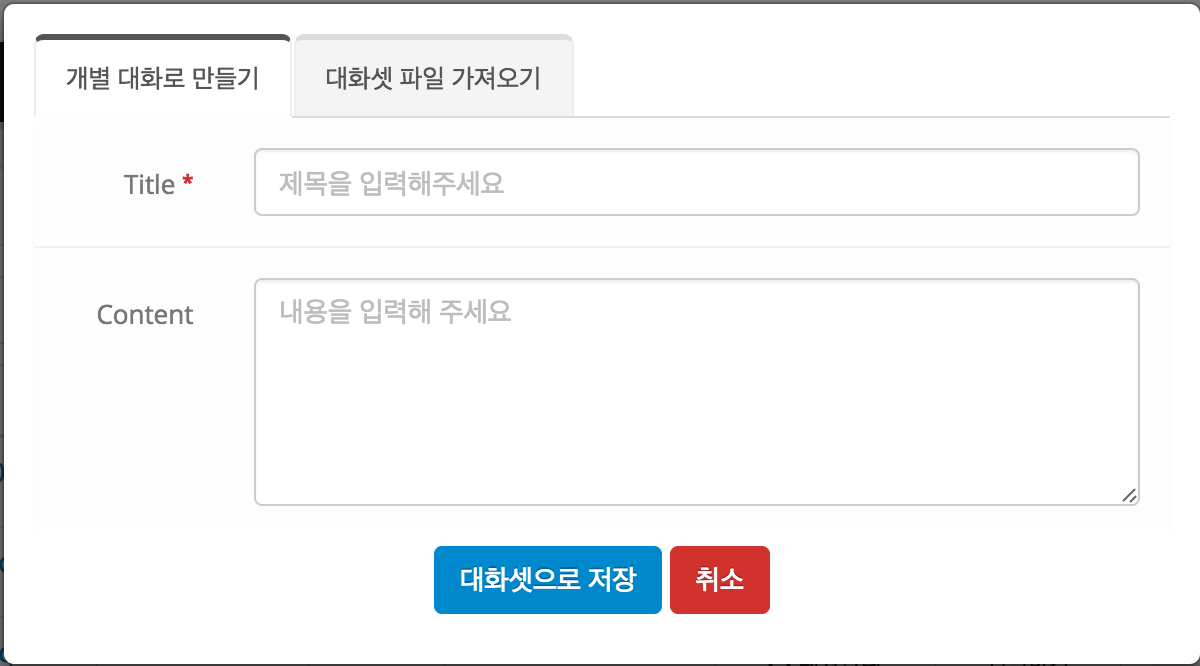 개별 대화로 만들기
대화셋 파일 가져오기
Title *
제목을 입력해주세요
Content
내용을 입력해 주세요
대화셋으로 저장
취소